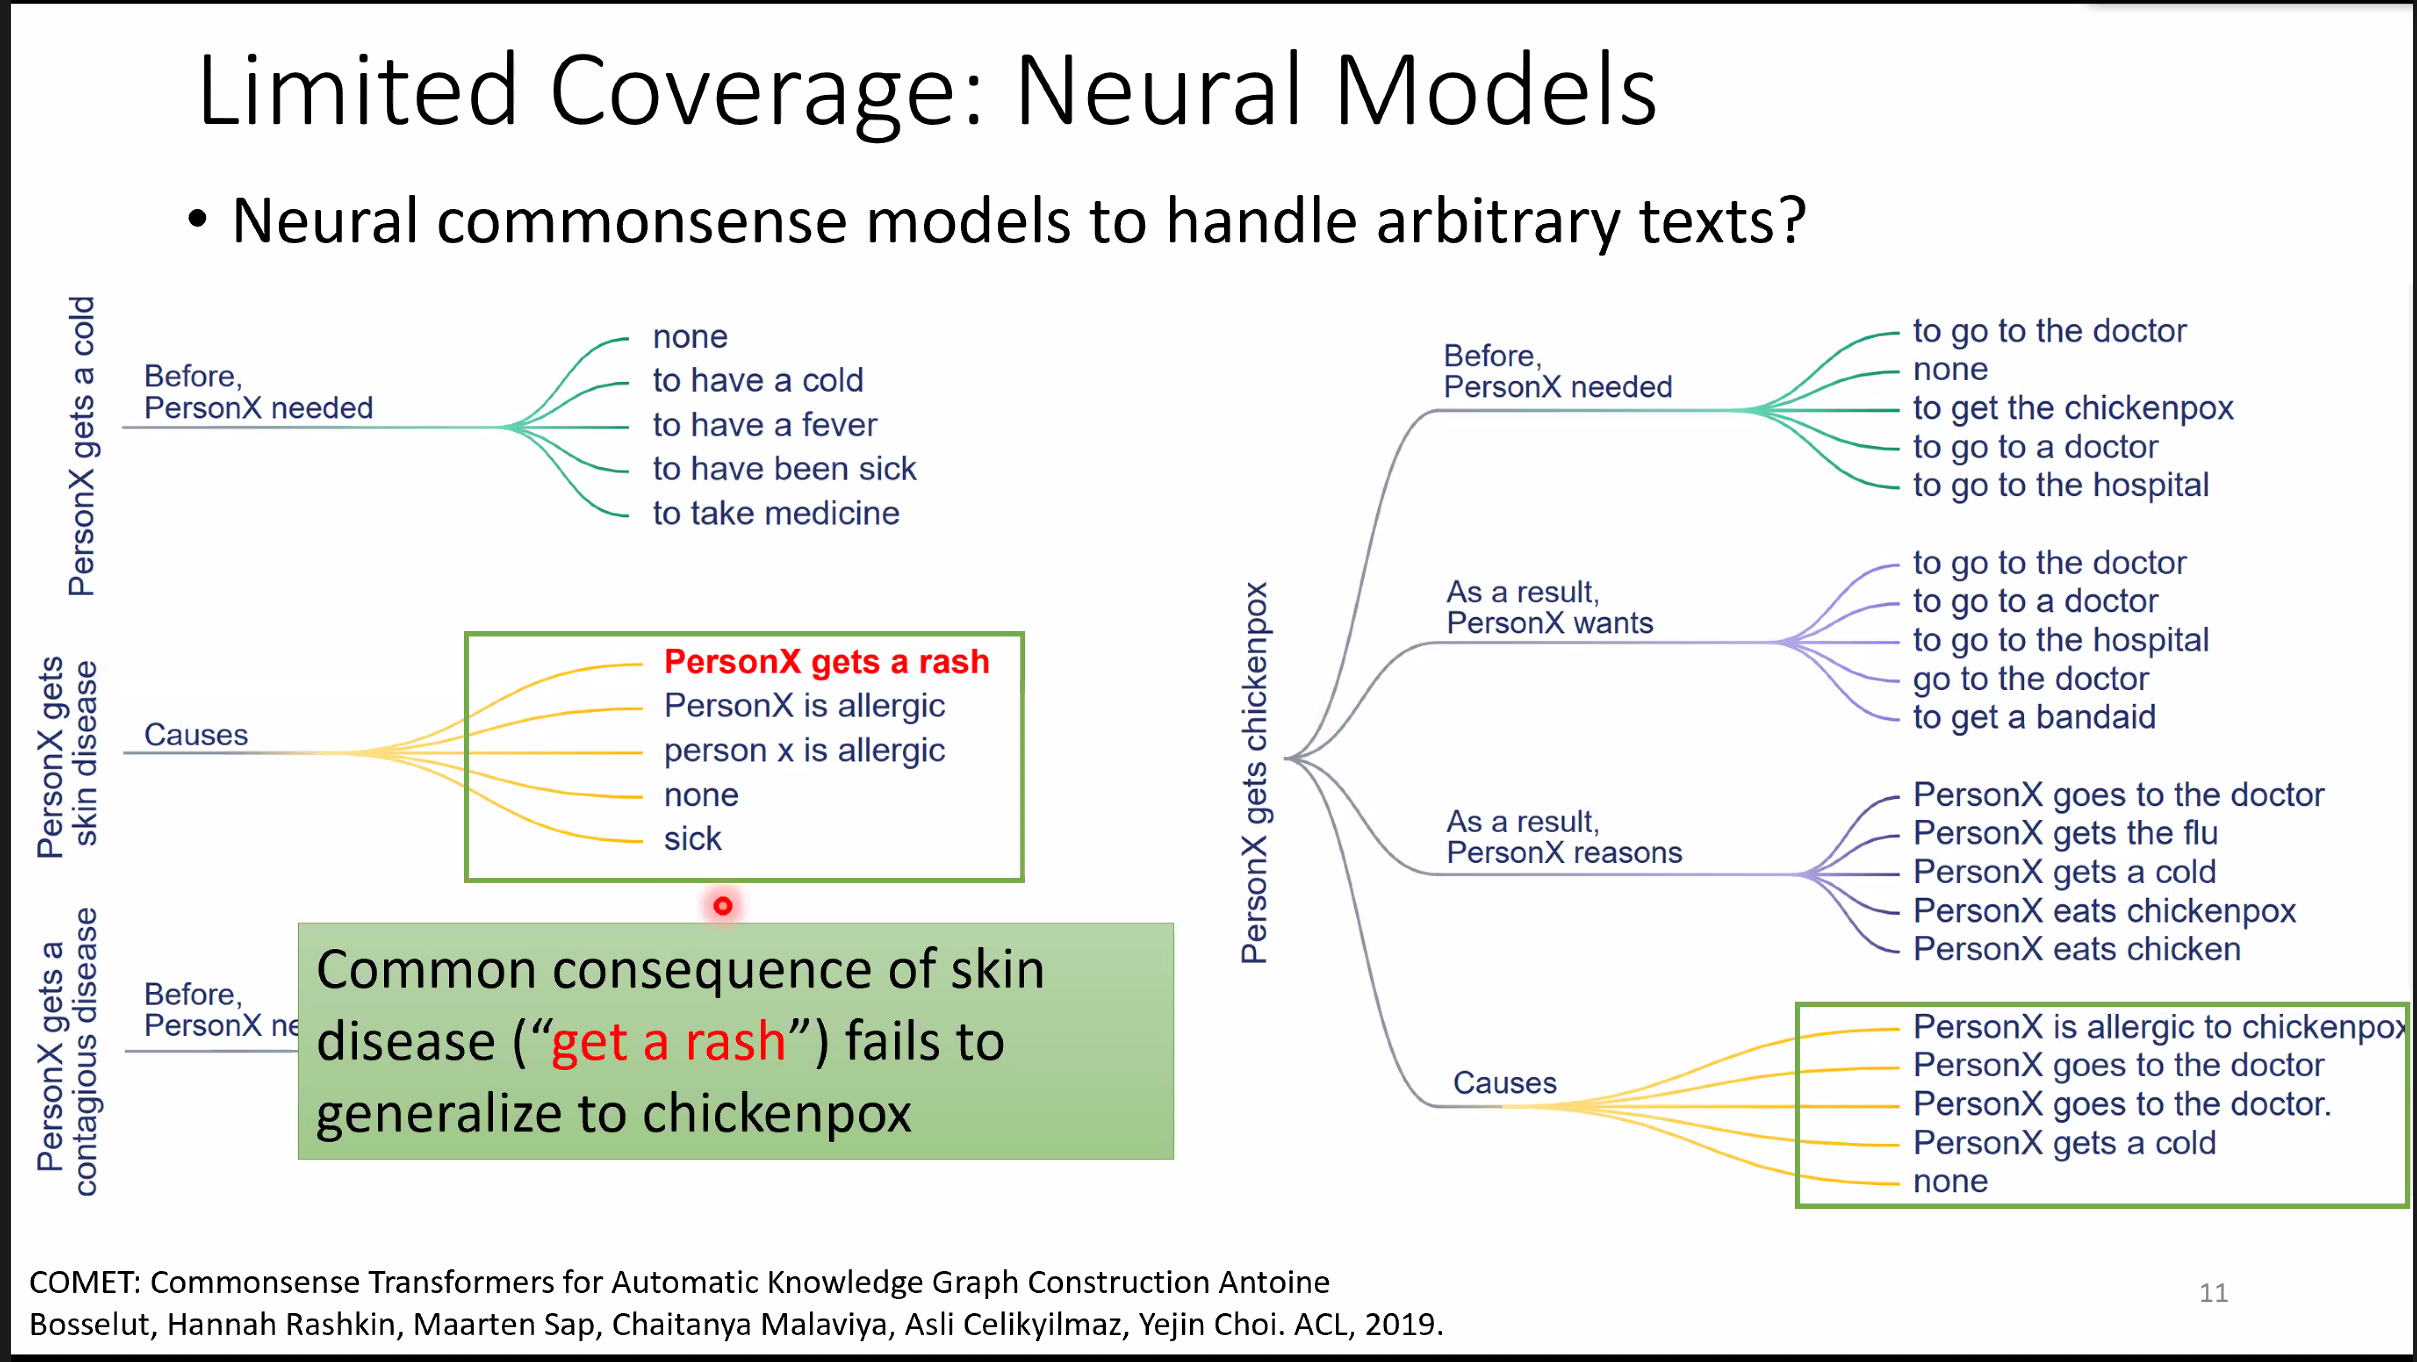 Limited Coverage: Neural Models
• Neural commonsense models to handle arbitrary texts?
PersonX gets a cold
Before,
PersonX needed
none
to have a cold
to have a fever
to have been sick
to take medicine
PersonX gets
skin disease
Causes
PersonX gets a rash
PersonX is allergic
person x is allergic
none
sick
PersonX gets a
contagious disease
Before,
PersonX ne
Common consequence of skin
disease (“get a rash”) fails to
generalize to chickenpox
PersonX gets chickenpox
Before,
PersonX needed
to go to the doctor
none
to get the chickenpox
to go to a doctor
to go to the hospital
As a result,
PersonX wants
to go to the doctor
to go to a doctor
to go to the hospital
go to the doctor
to get a bandaid
As a result,
PersonX reasons
PersonX goes to the doctor
PersonX gets the flu
PersonX gets a cold
PersonX eats chickenpox
PersonX eats chicken
Causes
PersonX is allergic to chickenpox
PersonX goes to the doctor
PersonX goes to the doctor.
PersonX gets a cold
none
COMET: Commonsense Transformers for Automatic Knowledge Graph Construction Antoine
Bosselut, Hannah Rashkin, Maarten Sap, Chaitanya Malaviya, Asli Celikyilmaz, Yejin Choi. ACL, 2019.
11